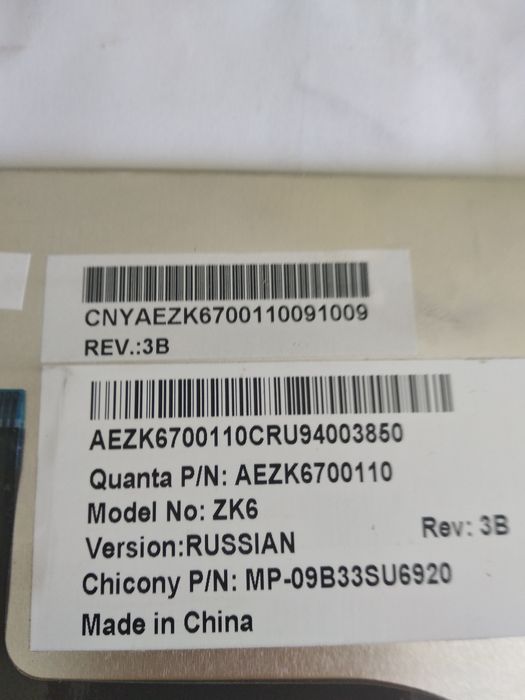 CNYAEZK6700110091009
REV.:3B
AEZK6700110CRU94003850
Quanta P/N: AEZK6700110
Model No: ZK6
Rev: 3B
Version:RUSSIAN
Chicony P/N: MP-09B33SU6920
Made in China